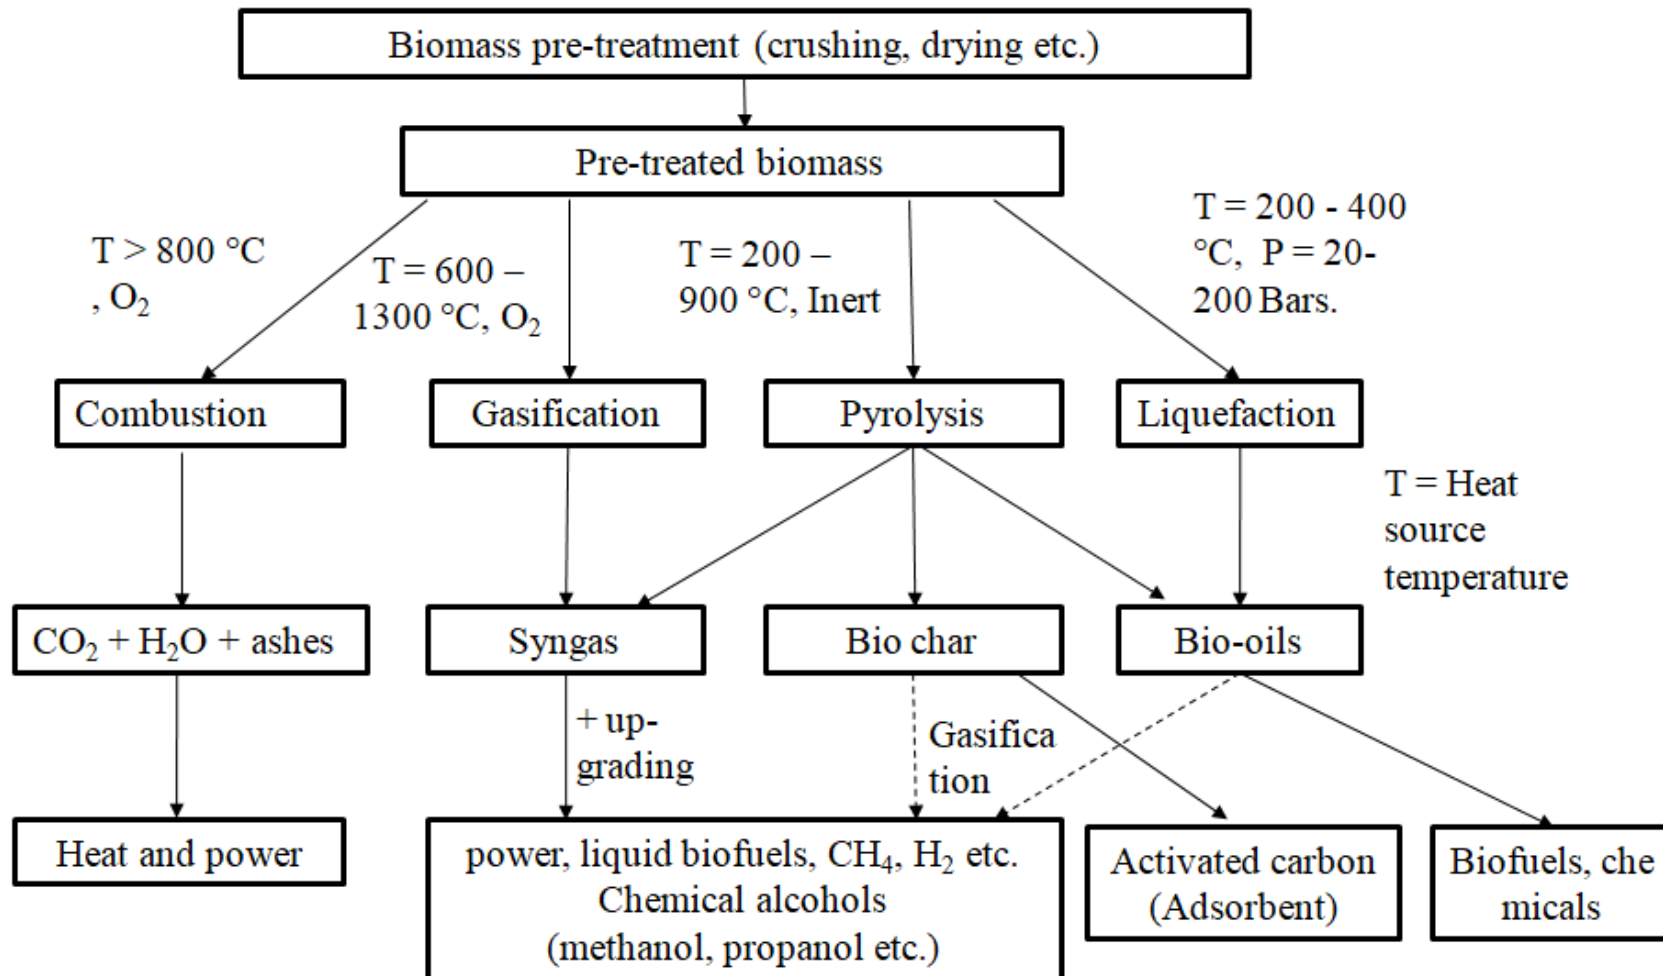 Biomass pre-treatment (crushing, drying etc.)
Pre-treated biomass
T > 800 °C
, O₂
T = 600 –
1300 °C, O₂
T = 200 –
900 °C, Inert
T = 200 - 400
°C, P = 20-
200 Bars.
Combustion
Gasification
Pyrolysis
Liquefaction
T = Heat
source
temperature
CO₂ + H₂O + ashes
Syngas
Bio char
Bio-oils
+ up-
grading
Gasifica
tion
Heat and power
power, liquid biofuels, CH₄, H₂ etc.
Chemical alcohols
(methanol, propanol etc.)
Activated carbon
(Adsorbent)
Biofuels, che
micals